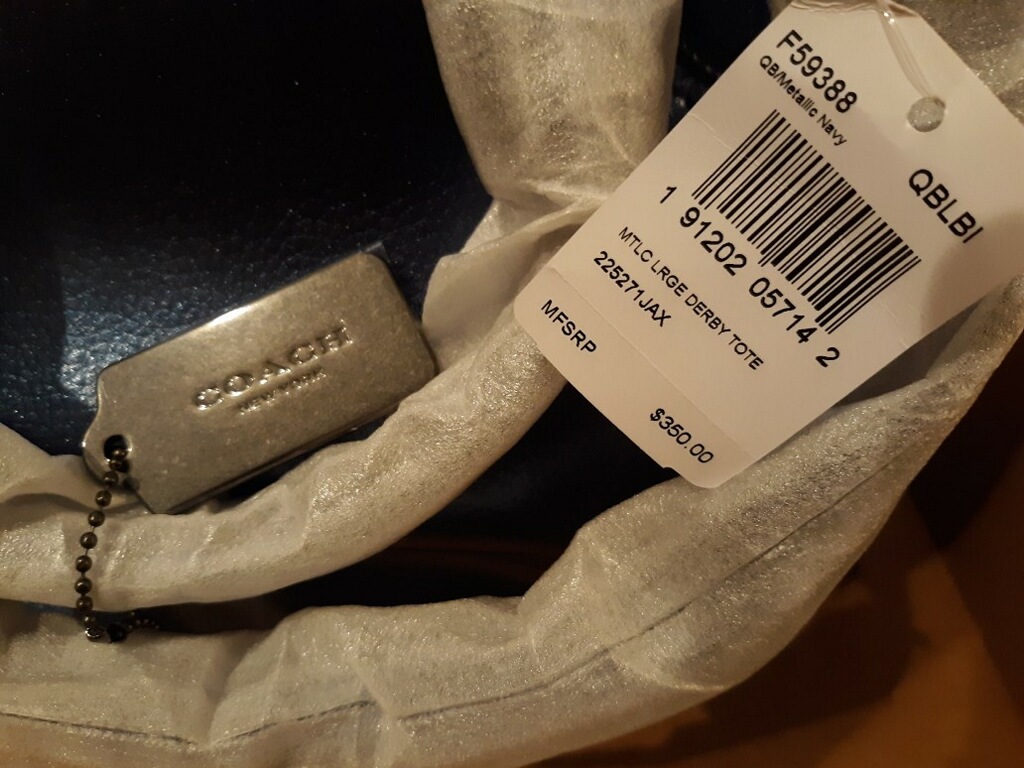 COACH
NEW YORK
F59388
QB/Metallic Navy
QBLBI
1 91202 05714 2
MTLC LRGE DERBY TOTE
225271JAX
MFSRP
$350.00